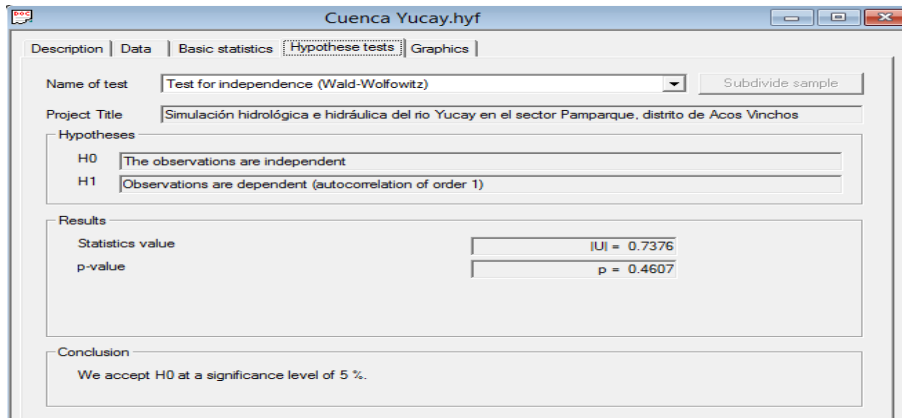 Cuenca Yucay.hyf
Description Data Basic statistics Hypothese tests Graphics
Name of test Test for independence (Wald-Wolfowitz) Subdivide sample
Project Title Simulación hidrológica e hidráulica del rio Yucay en el sector Pamparque, distrito de Acos Vinchos
Hypotheses
H0 The observations are independent
H1 Observations are dependent (autocorrelation of order 1)
Results
Statistics value |U| = 0.7376
p-value p = 0.4607
Conclusion
We accept H0 at a significance level of 5 %.